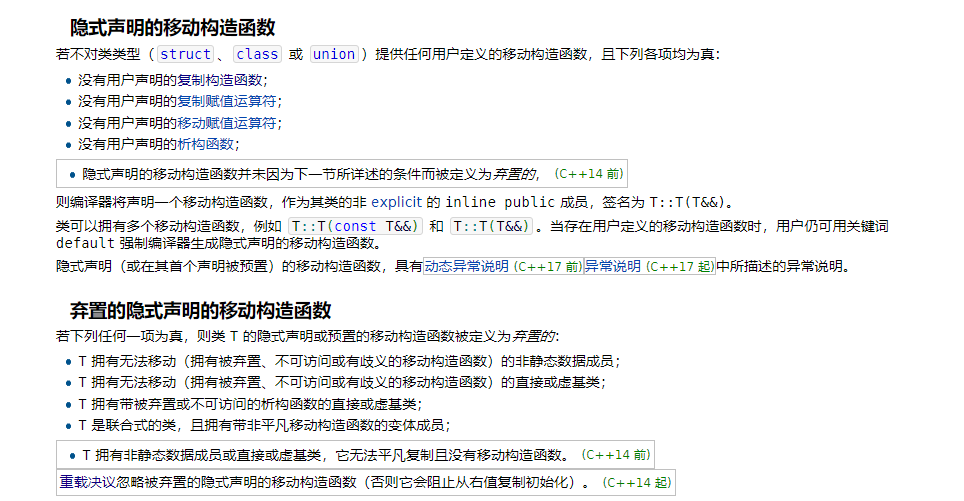 隐式声明的移动构造函数
若不对类类型（struct、class 或 union）提供任何用户定义的移动构造函数，且下列各项均为真：
• 没有用户声明的复制构造函数；
• 没有用户声明的复制赋值运算符；
• 没有用户声明的移动赋值运算符；
• 没有用户声明的析构函数；
• 隐式声明的移动构造函数并未因为下一节所详述的条件而被定义为弃置的， (C++14 前)
则编译器将声明一个移动构造函数，作为其类的非 explicit 的 inline public 成员，签名为 T::T(T&&)。
类可以拥有多个移动构造函数，例如 T::T(const T&&) 和 T::T(T&&)。当存在用户定义的移动构造函数时，用户仍可用关键词
default 强制编译器生成隐式声明的移动构造函数。
隐式声明（或在其首个声明被预置）的移动构造函数，具有动态异常说明 (C++17 前)异常说明 (C++17 起)中所描述的异常说明。
弃置的隐式声明的移动构造函数
若下列任何一项为真，则类 T 的隐式声明或预置的移动构造函数被定义为弃置的：
• T 拥有无法移动（拥有被弃置、不可访问或有歧义的移动构造函数）的非静态数据成员；
• T 拥有无法移动（拥有被弃置、不可访问或有歧义的移动构造函数）的直接或虚基类；
• T 拥有带被弃置或不可访问的析构函数的直接或虚基类；
• T 是联合式的类，且拥有带非平凡移动构造函数的变体成员；
• T 拥有非静态数据成员或直接或虚基类，它无法平凡复制且没有移动构造函数。 (C++14 前)
重载决议忽略被弃置的隐式声明的移动构造函数（否则它会阻止从右值复制初始化）。 (C++14 起)